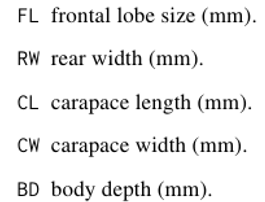 FL frontal lobe size (mm).
RW rear width (mm).
CL carapace length (mm).
CW carapace width (mm).
BD body depth (mm).